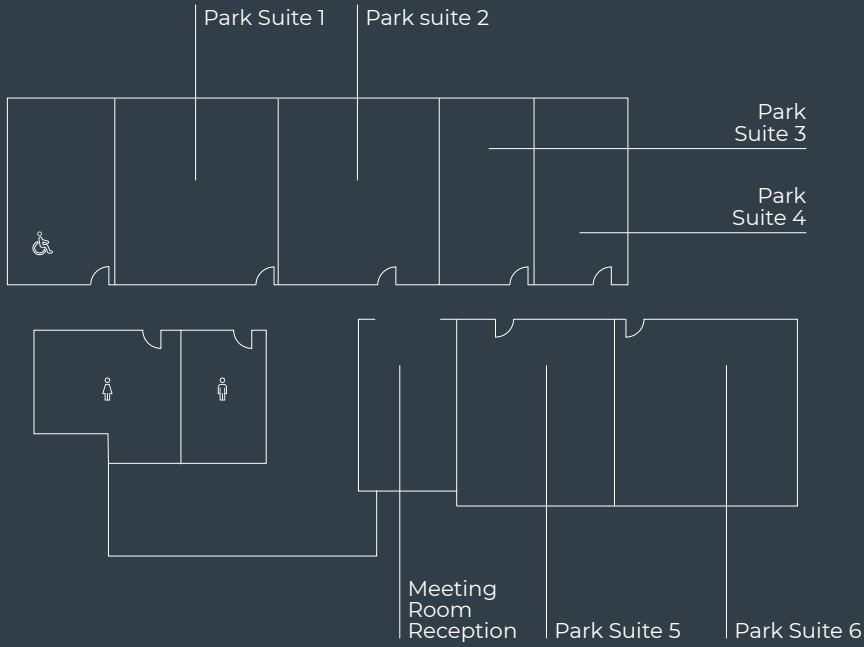 Park Suite 1
Park suite 2
Park
Suite 3
Park
Suite 4
Meeting
Room
Reception
Park Suite 5
Park Suite 6